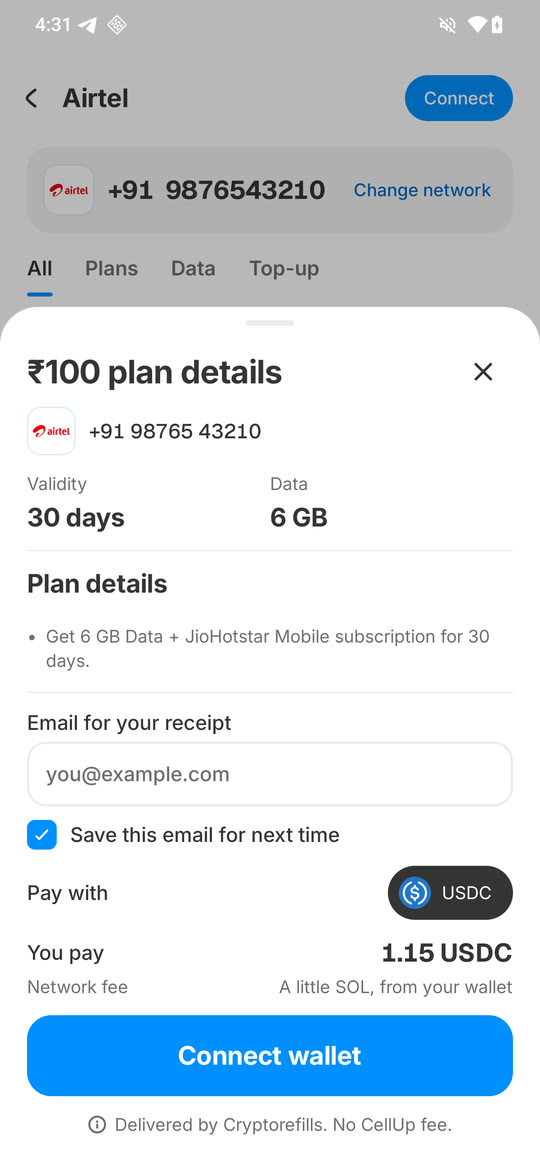 4:31
Airtel
Connect
airtel
+91 9876543210
Change network
All
Plans
Data
Top-up
₹100 plan details
airtel
+91 98765 43210
Validity
Data
30 days
6 GB
Plan details
• Get 6 GB Data + JioHotstar Mobile subscription for 30
days.
Email for your receipt
you@example.com
Save this email for next time
Pay with
USDC
You pay
1.15 USDC
Network fee
A little SOL, from your wallet
Connect wallet
Delivered by Cryptorefills. No CellUp fee.